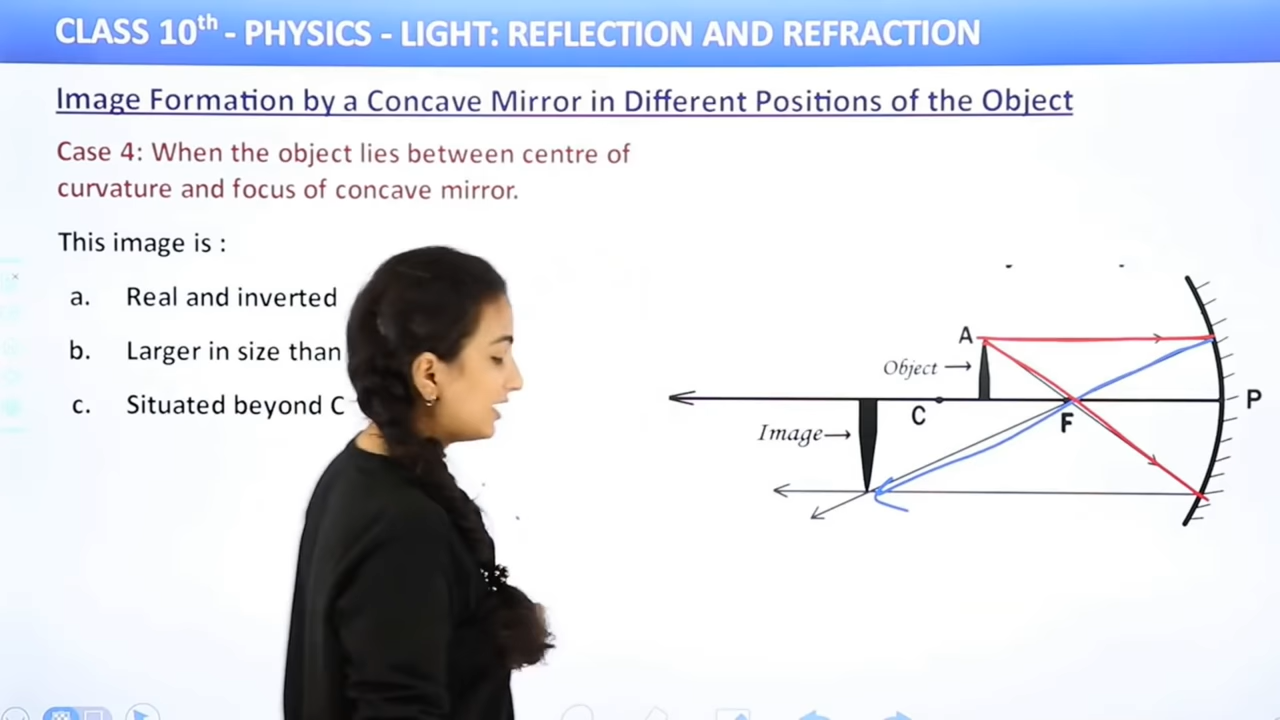 CLASS 10th - PHYSICS - LIGHT: REFLECTION AND REFRACTION
Image Formation by a Concave Mirror in Different Positions of the Object
Case 4: When the object lies between centre of
curvature and focus of concave mirror.
This image is :
a. Real and inverted
b. Larger in size than
c. Situated beyond C
A
Object
C
F
P
Image